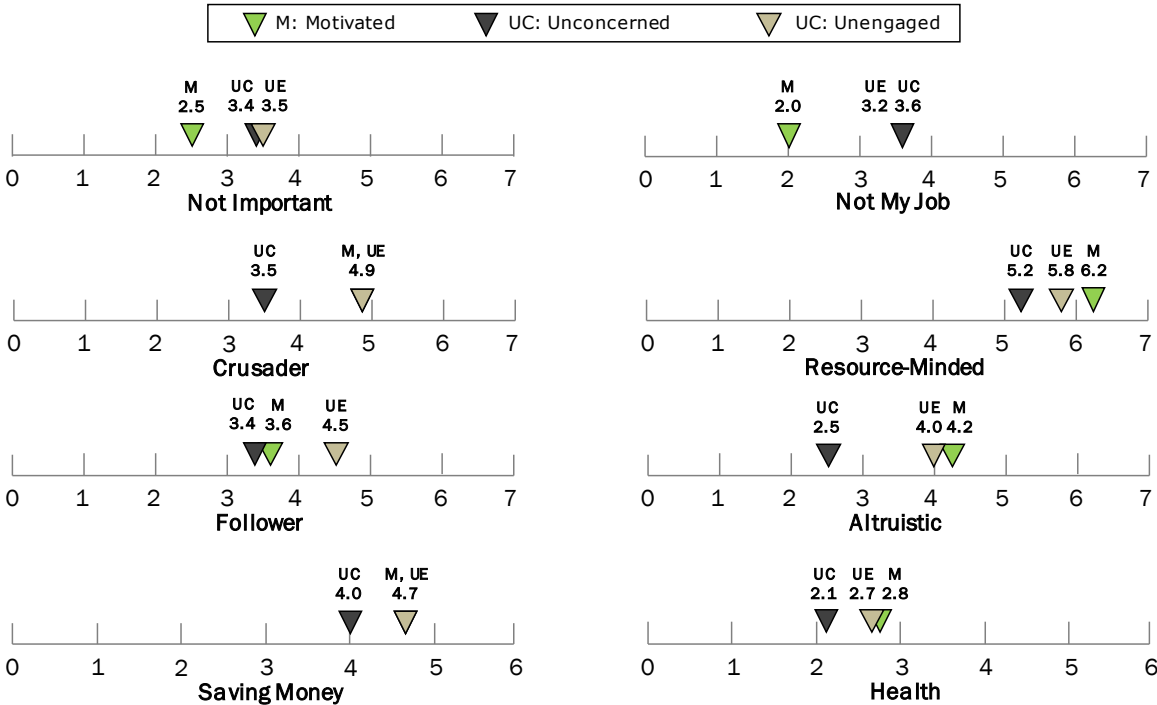 M: Motivated UC: Unconcerned UC: Unengaged
M UC UE
2.5 3.4 3.5
0 1 2 3 4 5 6 7
Not Important
M UE UC
2.0 3.2 3.6
0 1 2 3 4 5 6 7
Not My Job
UC M, UE
3.5 4.9
0 1 2 3 4 5 6 7
Crusader
UC UE M
5.2 5.8 6.2
0 1 2 3 4 5 6 7
Resource-Minded
UC M UE
3.4 3.6 4.5
0 1 2 3 4 5 6 7
Follower
UC UE M
2.5 4.0 4.2
0 1 2 3 4 5 6 7
Altruistic
UC M, UE
4.0 4.7
0 1 2 3 4 5 6
Saving Money
UC UE M
2.1 2.7 2.8
0 1 2 3 4 5 6
Health